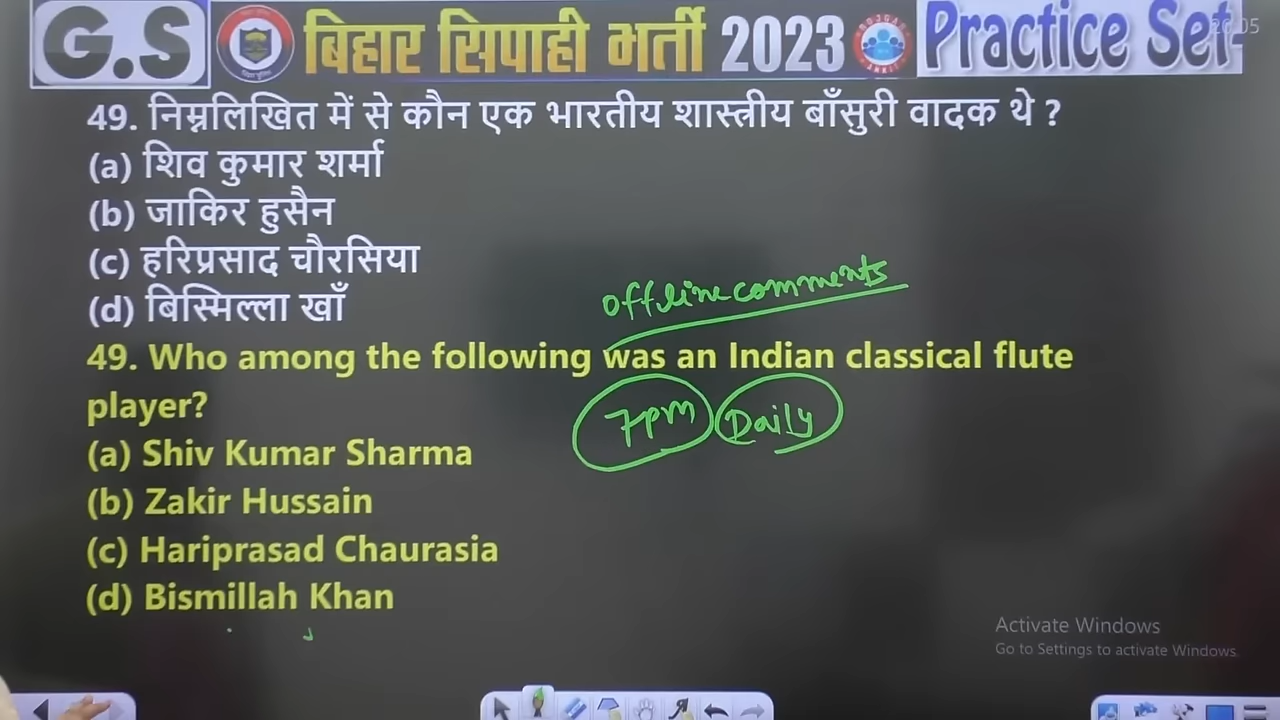 G.S बिहार सिपाही भर्ती 2023 Practice Set-
49. निम्नलिखित में से कौन एक भारतीय शास्त्रीय बाँसुरी वादक थे ?
(a) शिव कुमार शर्मा
(b) जाकिर हुसैन
(c) हरिप्रसाद चौरसिया
(d) बिस्मिल्ला खाँ
offline comments
49. Who among the following was an Indian classical flute
player?
7pm Daily
(a) Shiv Kumar Sharma
(b) Zakir Hussain
(c) Hariprasad Chaurasia
(d) Bismillah Khan
Activate Windows
Go to Settings to activate Windows.